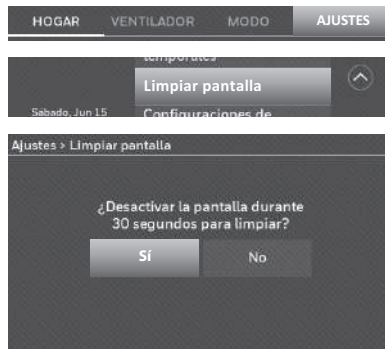 HOGAR VENTILADOR MODO AJUSTES
temporales
Limpiar pantalla
Sabado, Jun 15 Configuraciones de
Ajustes > Limpiar pantalla
¿Desactivar la pantalla durante
30 segundos para limpiar?
Sí No